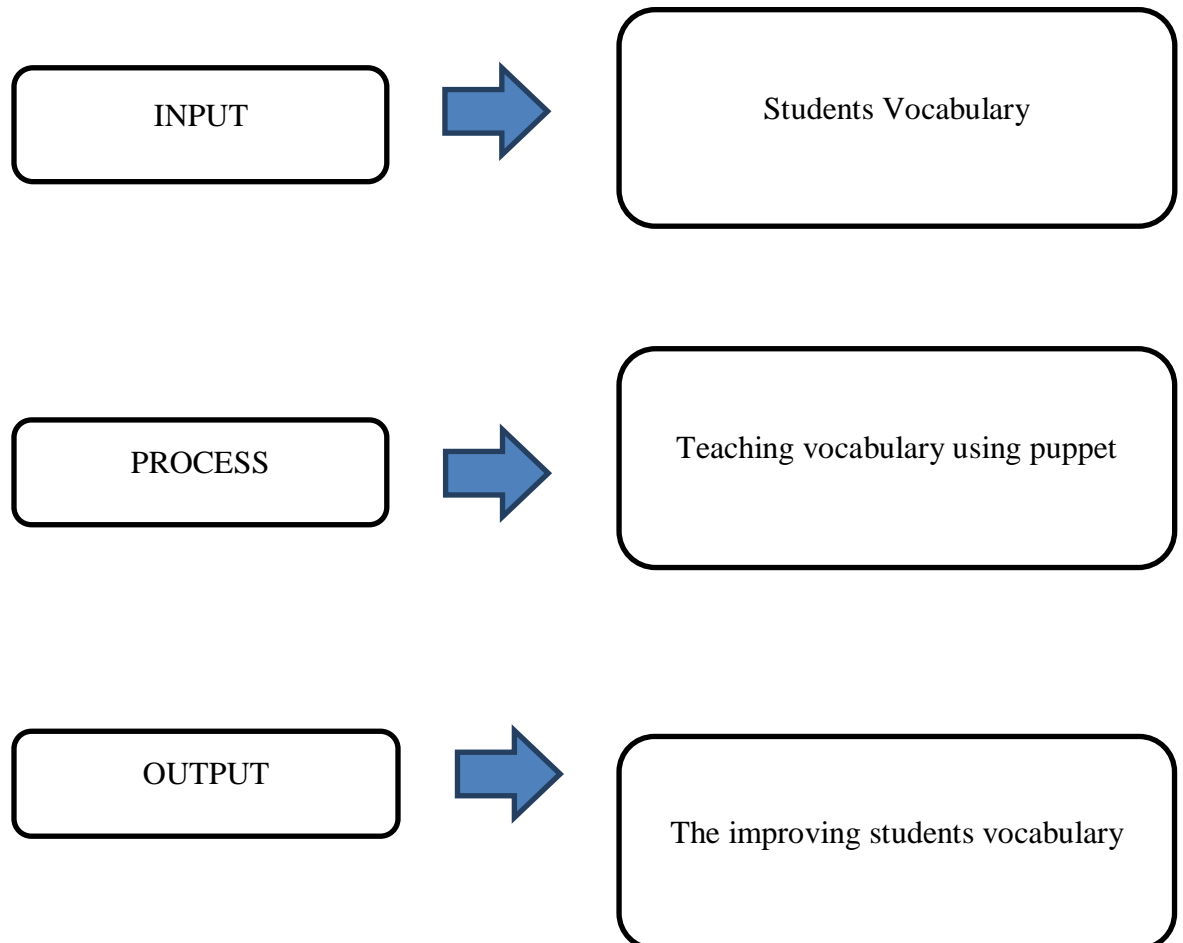 INPUT
Students Vocabulary
PROCESS
Teaching vocabulary using puppet
OUTPUT
The improving students vocabulary